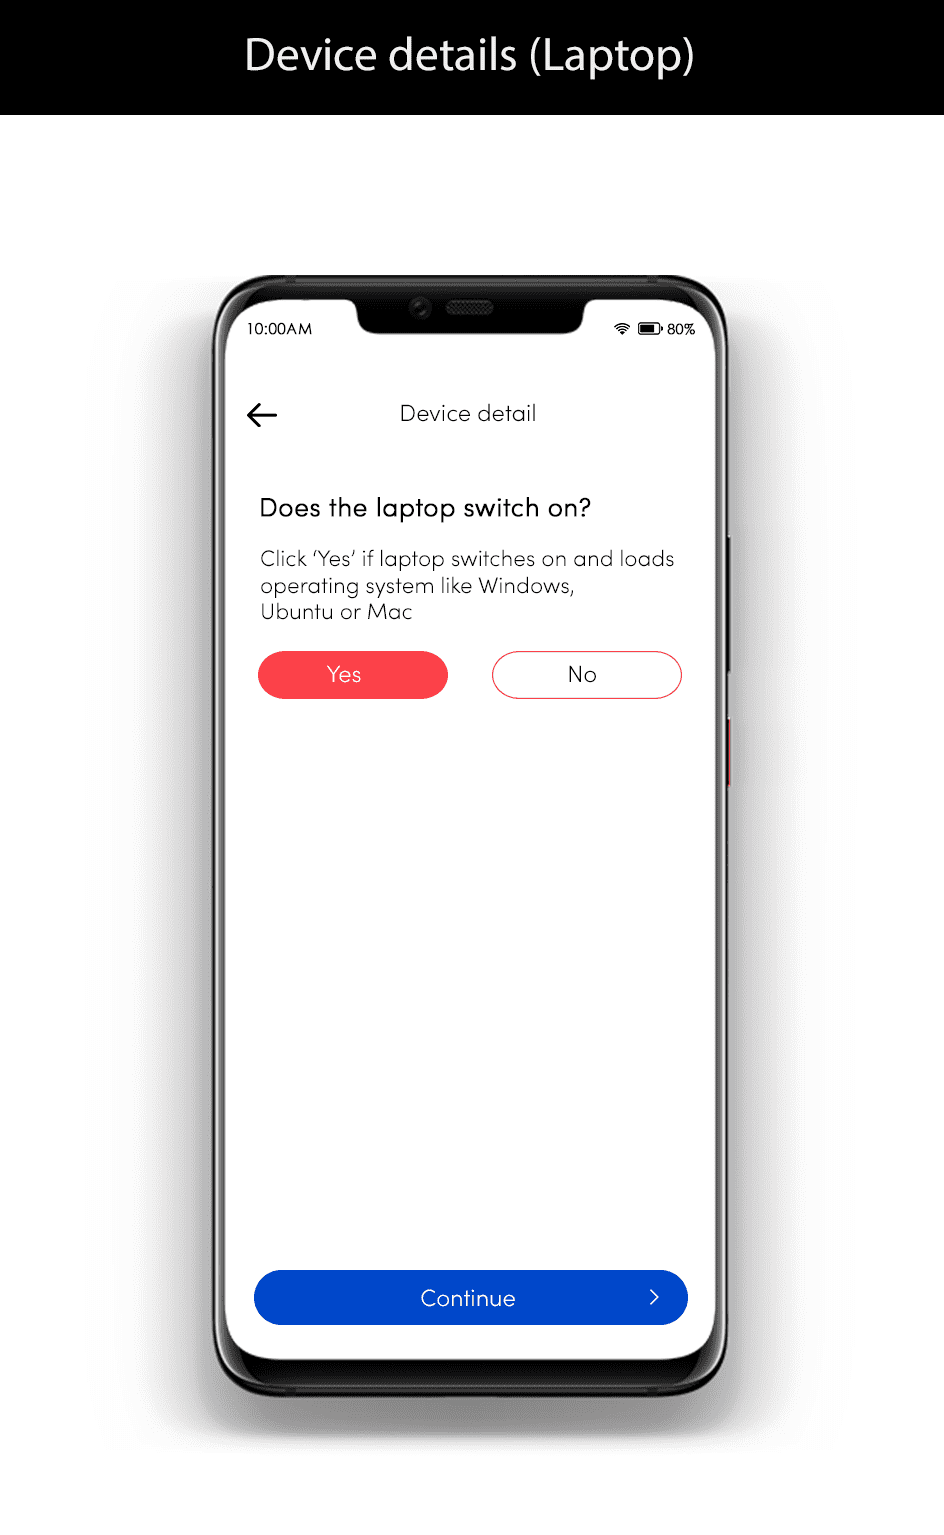 Device details (Laptop)
10:00AM
80%
Device detail
Does the laptop switch on?
Click ‘Yes’ if laptop switches on and loads
operating system like Windows,
Ubuntu or Mac
Yes
No
Continue